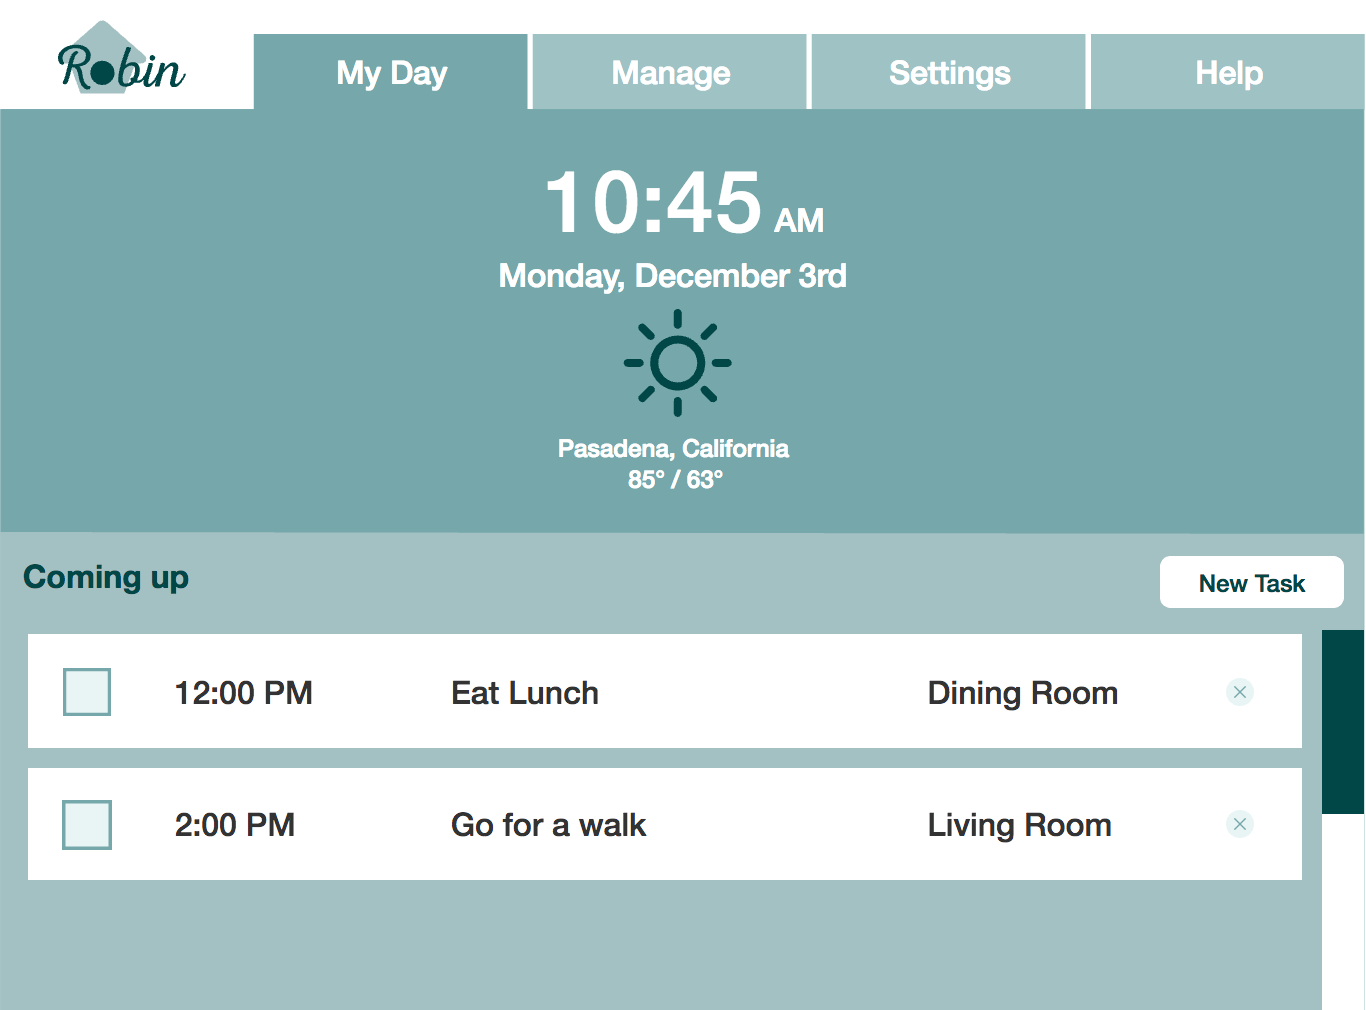 Robin
My Day Manage Settings Help
10:45 AM
Monday, December 3rd
Pasadena, California
85° / 63°
Coming up
New Task
12:00 PM Eat Lunch Dining Room
2:00 PM Go for a walk Living Room